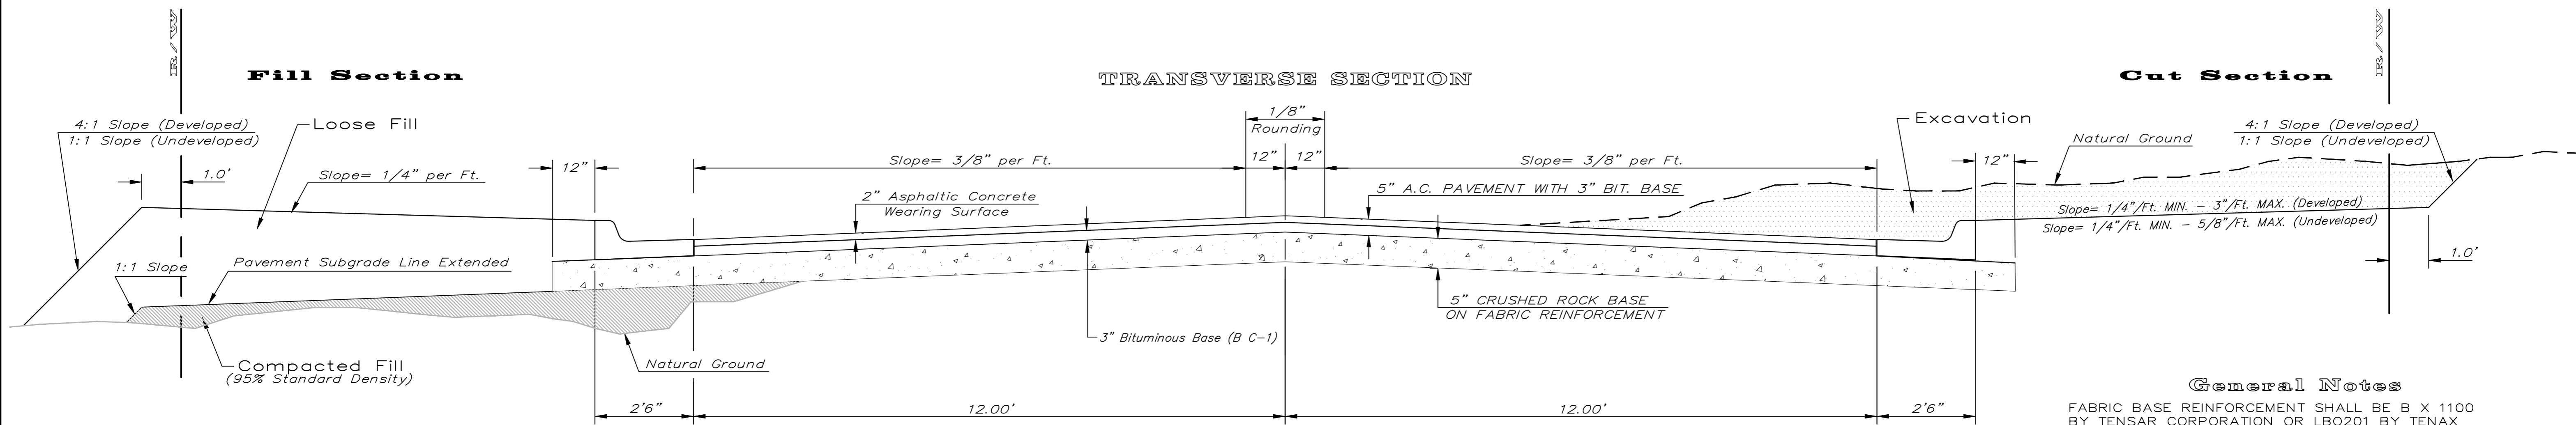 R/W
R/W
Fill Section
TRANSVERSE SECTION
Cut Section
4:1 Slope (Developed)
1:1 Slope (Undeveloped)
Loose Fill
1.0'
Slope= 1/4" per Ft.
12"
Slope= 3/8" per Ft.
1/8"
Rounding
12"
12"
Slope= 3/8" per Ft.
Excavation
Natural Ground
12"
4:1 Slope (Developed)
1:1 Slope (Undeveloped)
2" Asphaltic Concrete
Wearing Surface
5" A.C. PAVEMENT WITH 3" BIT. BASE
Slope= 1/4"/Ft. MIN. - 3"/Ft. MAX. (Developed)
Slope= 1/4"/Ft. MIN. - 5/8"/Ft. MAX. (Undeveloped)
1.0'
1:1 Slope
Pavement Subgrade Line Extended
5" CRUSHED ROCK BASE
ON FABRIC REINFORCEMENT
3" Bituminous Base (B C-1)
Compacted Fill
(95% Standard Density)
Natural Ground
2'6"
12.00'
12.00'
2'6"
General Notes
FABRIC BASE REINFORCEMENT SHALL BE B X 1100
BY TENSAR CORPORATION OR LBO201 BY TENAX